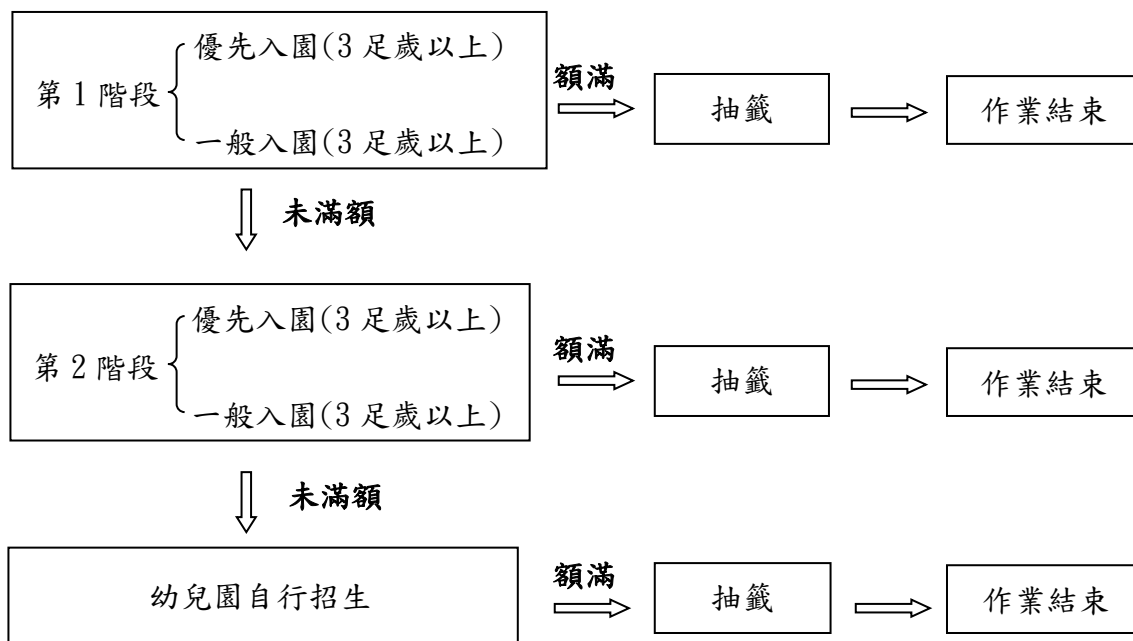 優先入園(3 足歲以上)
第 1 階段
一般入園(3 足歲以上)
額滿
抽籤
作業結束
未滿額
優先入園(3 足歲以上)
第 2 階段
一般入園(3 足歲以上)
額滿
抽籤
作業結束
未滿額
幼兒園自行招生
額滿
抽籤
作業結束